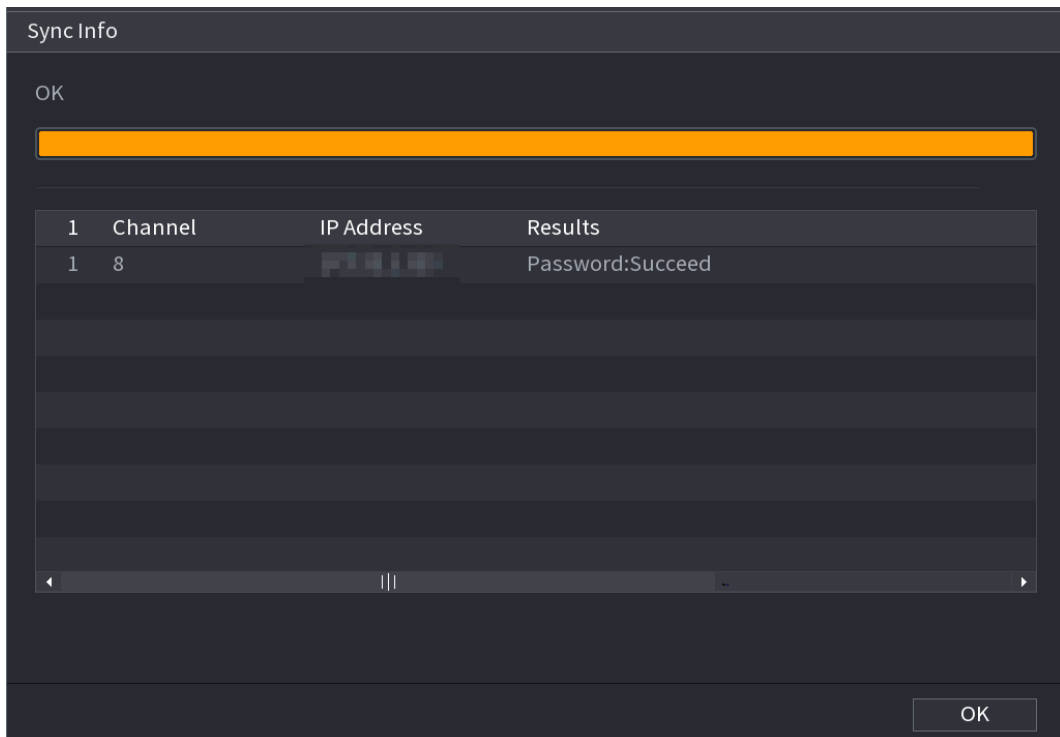 Sync Info
OK
1 Channel IP Address Results
1 8 Password:Succeed
OK